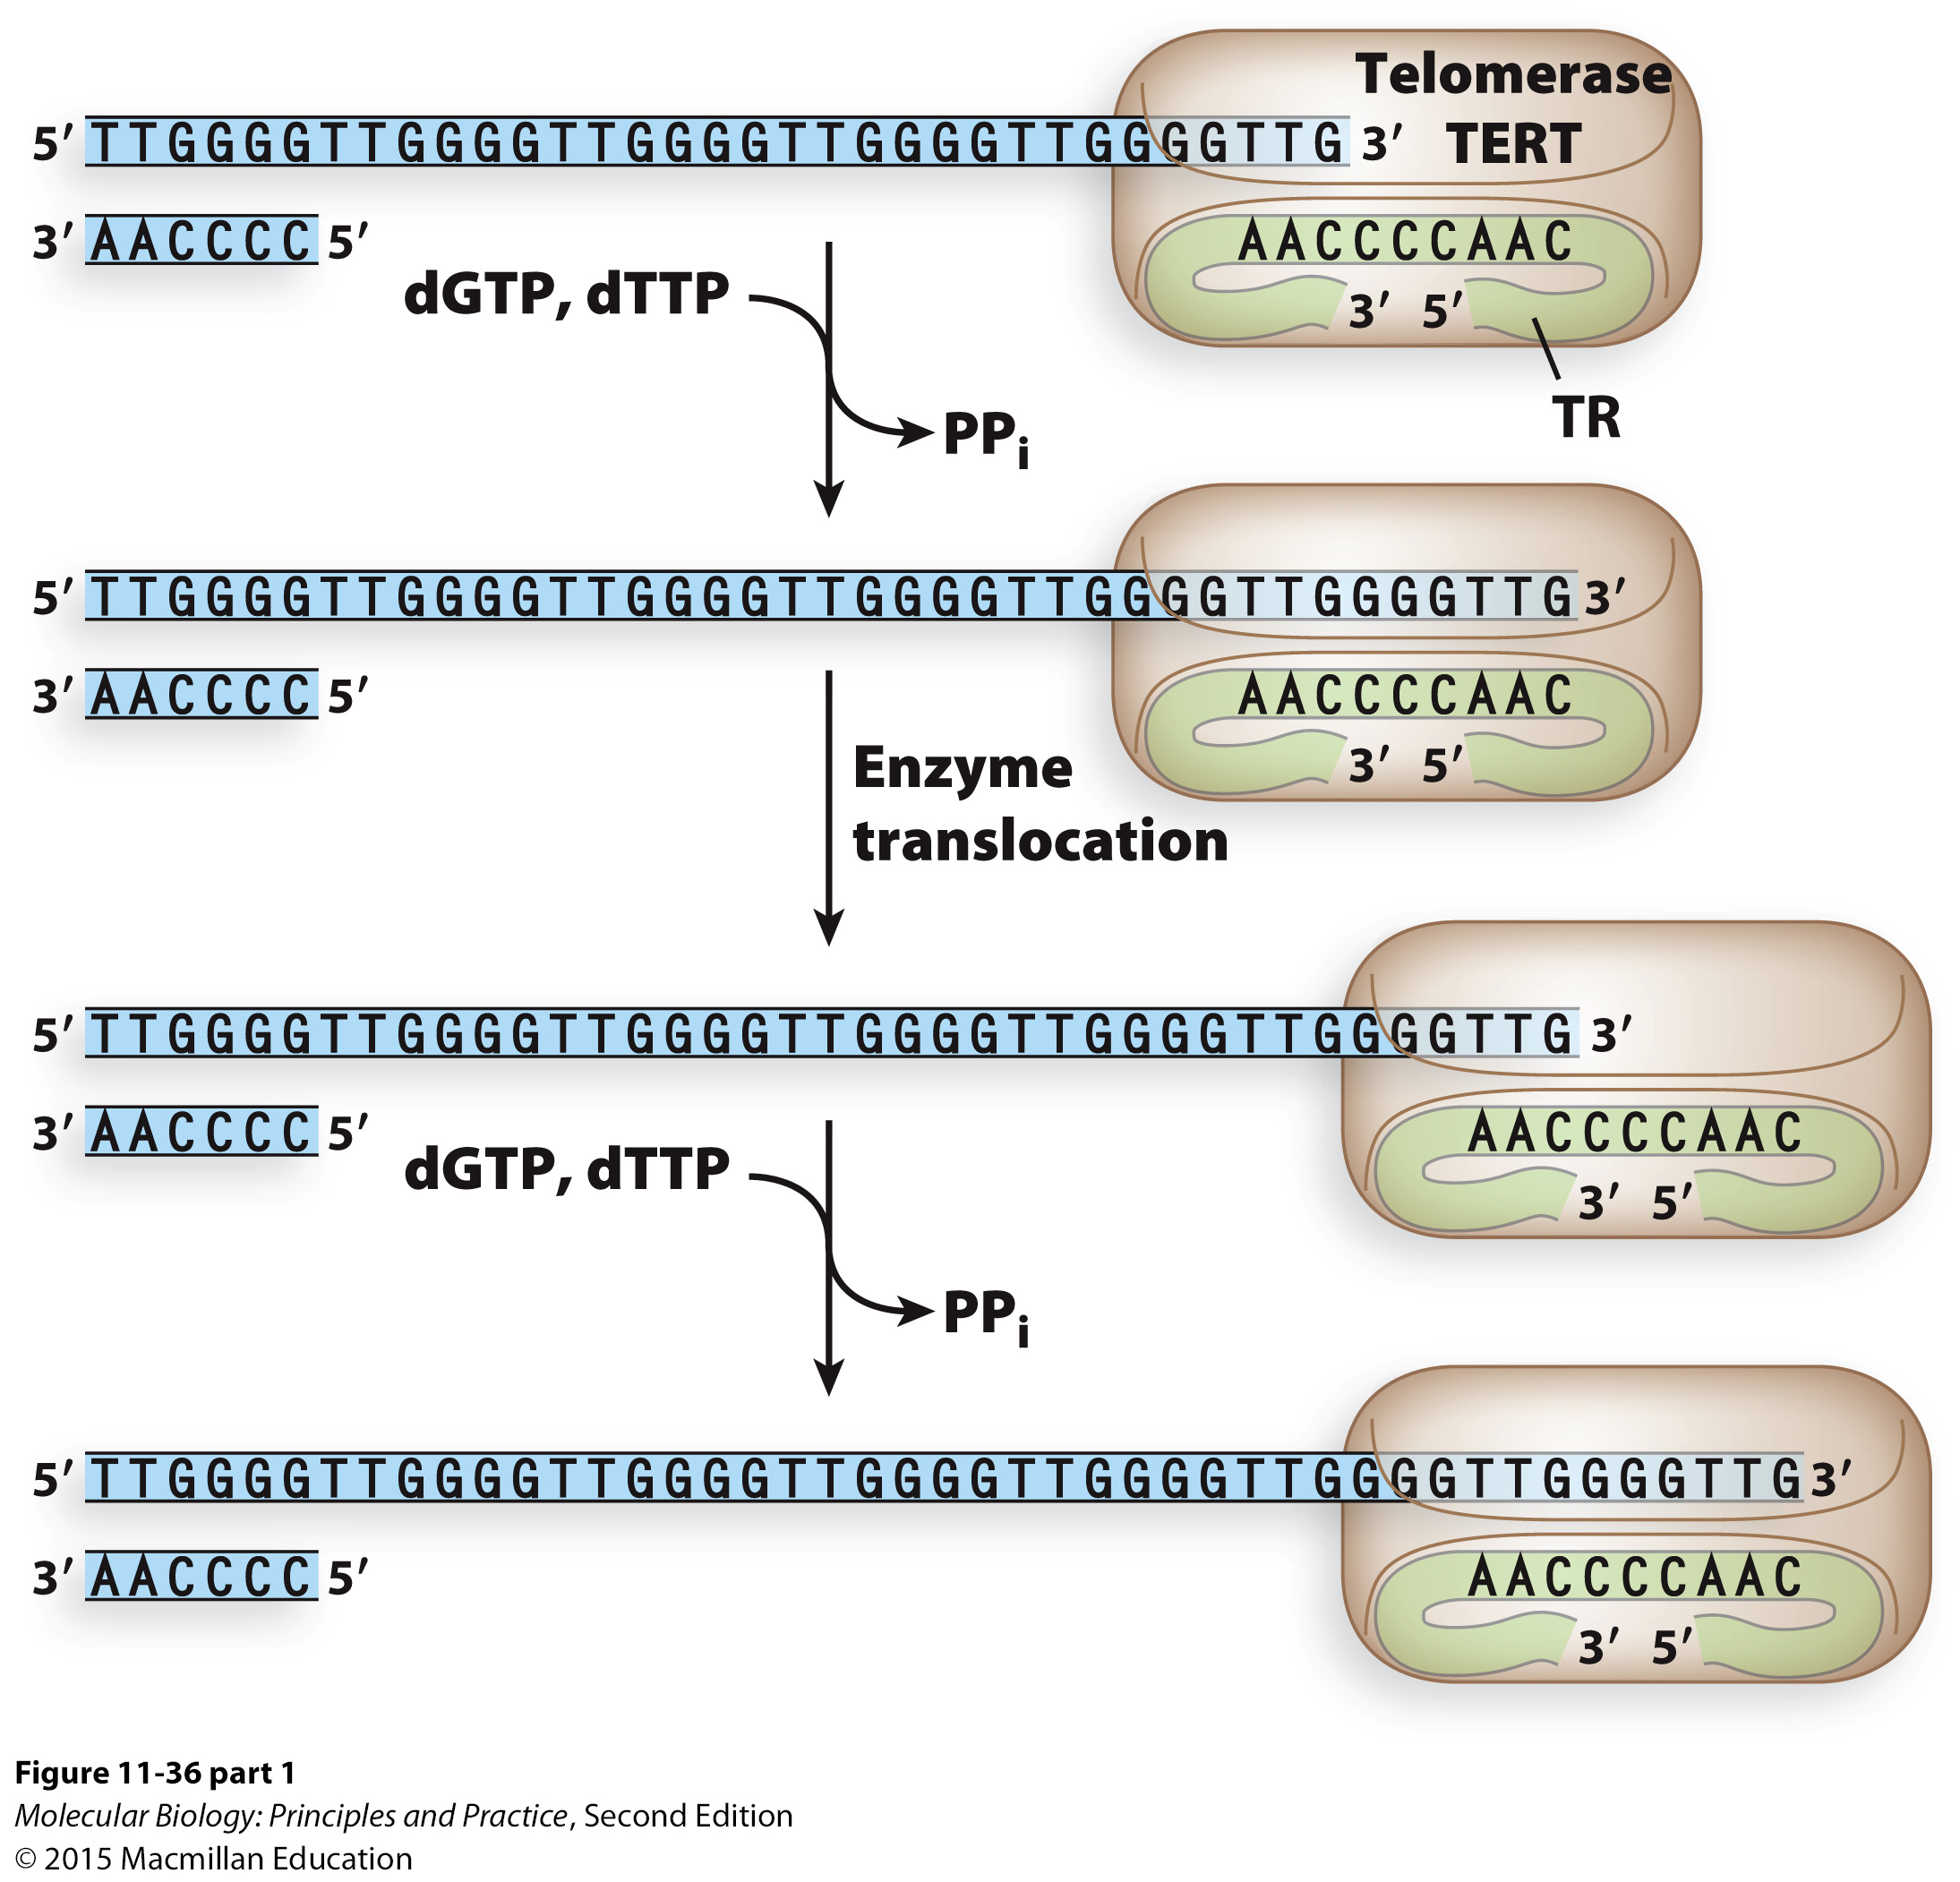 Telomerase
5′ TTGGGGTTGGGGTTGGGGTTGGGGTTGGGGTTG 3′ TERT
3′ AACCCC 5′ AACCCCAAC
dGTP, dTTP
3′ 5′
TR
PPi
5′ TTGGGGTTGGGGTTGGGGTTGGGGTTGGGGTTGGGGTTG 3′
3′ AACCCC 5′ AACCCCAAC
3′ 5′
Enzyme
translocation
5′ TTGGGGTTGGGGTTGGGGTTGGGGTTGGGGTTGGGGTTG 3′
3′ AACCCC 5′ AACCCCAAC
dGTP, dTTP
3′ 5′
PPi
5′ TTGGGGTTGGGGTTGGGGTTGGGGTTGGGGTTGGGGTTGGGGTTG 3′
3′ AACCCC 5′ AACCCCAAC
3′ 5′
Figure 11-36 part 1
Molecular Biology: Principles and Practice, Second Edition
© 2015 Macmillan Education